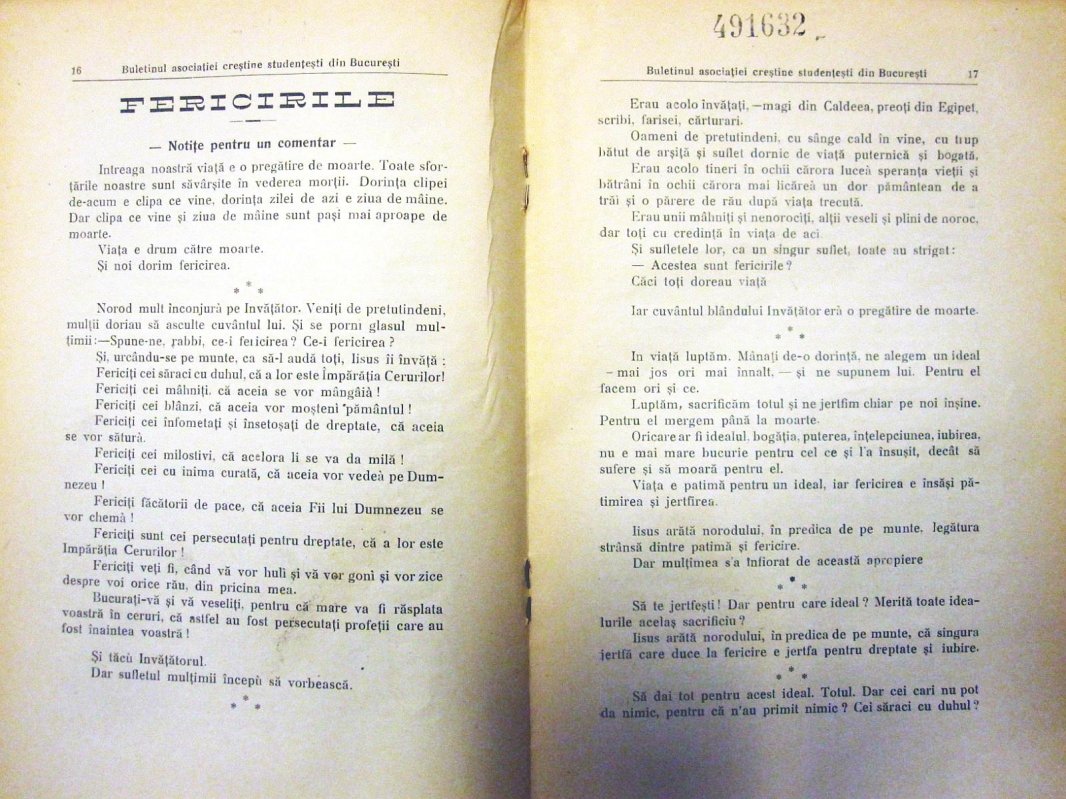 16 Buletinul asociației creștine studențești din București
FERICIRILE
— Notițe pentru un comentar —
Intreaga noastră viață e o pregătire de moarte. Toate sfor-
țările noastre sunt săvârșite în vederea morții. Dorința clipei
de-acum e clipa ce vine, dorința zilei de azi e ziua de mâine.
Dar clipa ce vine și ziua de mâine sunt pași mai aproape de
moarte.
Viața e drum către moarte.
Și noi dorim fericirea.
* * *
Norod mult înconjură pe Invățător. Veniți de pretutindeni,
mulții doriau să asculte cuvântul lui. Și se porni glasul mul-
țimii:—Spune-ne, rabbi, ce-i fericirea? Ce-i fericirea ?
Și, urcându-se pe munte, ca să-l audă toți, Iisus îi învăță :
Fericiți cei săraci cu duhul, că a lor este Împărăția Cerurilor!
Fericiți cei mâhniți, că aceia se vor mângâià !
Fericiți cei blânzi, că aceia vor moșteni pământul !
Fericiți cei înfometați și însetoșați de dreptate, că aceia
se vor sătură.
Fericiți cei milostivi, că acelora li se va da milă !
Fericiți cei cu inima curată, că aceia vor vedeà pe Dum-
nezeu !
Fericiți făcătorii de pace, că aceia Fii lui Dumnezeu se
vor chemà !
Fericiți sunt cei persecutați pentru dreptate, că a lor este
Impărăția Cerurilor !
Fericiți veți fi, când vă vor huli și vă vor goni și vor zice
despre voi orice rău, din pricina mea.
Bucurați-vă și vă veseliți, pentru că mare va fi răsplata
voastră in ceruri, că astfel au fost persecutați profeții care au
fost înaintea voastră !
Și tăcù Invățătorul.
Dar sufletul mulțimii începù să vorbească.
* * *
491632
Buletinul asociației creștine studențești din București 17
Erau acolo învățați, —magi din Caldeea, preoți din Egipet,
scribi, farisei, cărturari.
Oameni de pretutindeni, cu sânge cald in vine, cu trup
bătut de arșiță și suflet dornic de viață puternică și bogată,
Erau acolo tineri în ochii cărora luceà speranța vieții și
bătrâni în ochii cărora mai licăreà un dor pământean de a
trăi și o părere de rău după viața trecută.
Erau unii mâhniți și nenorociți, alții veseli și plini de noroc,
dar toți cu credință în viața de aci.
Și sufletele lor, ca un singur suflet, toate au strigat:
— Acestea sunt fericirile?
Căci toți doreau viață
Iar cuvântul blândului Invățător erà o pregătire de moarte.
* * *
In viață luptăm. Mânați de-o dorință, ne alegem un ideal
– mai jos ori mai înnalt, — și ne supunem lui. Pentru el
facem ori și ce.
Luptăm, sacrificăm totul și ne jertfim chiar pe noi înșine.
Pentru el mergem până la moarte.
Oricare ar fi idealul, bogăția, puterea, înțelepciunea, iubirea,
nu e mai mare bucurie pentru cel ce și l'a însușit, decât să
sufere și să moară pentru el.
Viața e patimă pentru un ideal, iar fericirea e însăși pă-
timirea și jertfirea.
Iisus arătă norodului, în predica de pe munte, legătura
strânsă dintre patimă și fericire.
Dar mulțimea s'a înfiorat de această apropiere
* * *
Să te jertfești! Dar pentru care ideal ? Merită toate idea-
lurile acelaș sacrificiu ?
Iisus arătă norodului, in predica de pe munte, că singura
jertfă care duce la fericire e jertfa pentru dreptate și iubire.
* * *
Să dai tot pentru acest ideal. Totul. Dar cei cari nu pot
da nimic, pentru că n'au primit nimic ? Cei săraci cu duhul?